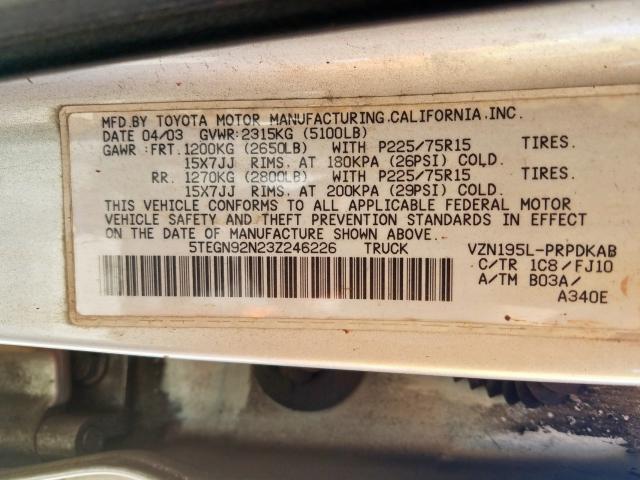 MFD.BY TOYOTA MOTOR MANUFACTURING,CALIFORNIA,INC.
DATE 04/03 GVWR:2315KG (5100LB)
GAWR:FRT.1200KG (2650LB) WITH P225/75R15 TIRES.
15X7JJ RIMS. AT 180KPA (26PSI) COLD.
RR. 1270KG (2800LB) WITH P225/75R15 TIRES.
15X7JJ RIMS. AT 200KPA (29PSI) COLD.
THIS VEHICLE CONFORMS TO ALL APPLICABLE FEDERAL MOTOR
VEHICLE SAFETY AND THEFT PREVENTION STANDARDS IN EFFECT
ON THE DATE OF MANUFACTURE SHOWN ABOVE.
5TEGN92N23Z246226 TRUCK VZN195L-PRPDKAB
C/TR 1C8/FJ10
A/TM B03A/
A340E